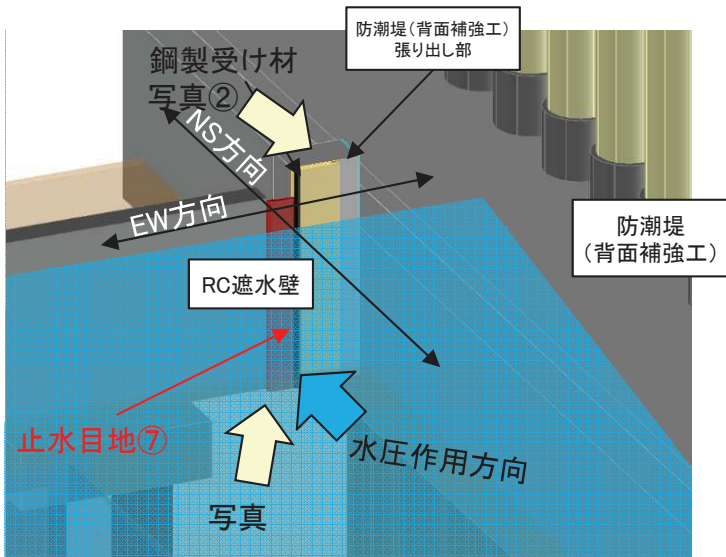 防潮堤(背面補強工)
張り出し部
鋼製受け材
写真②
NS方向
EW方向
防潮堤
(背面補強工)
RC遮水壁
止水目地⑦
水圧作用方向
写真